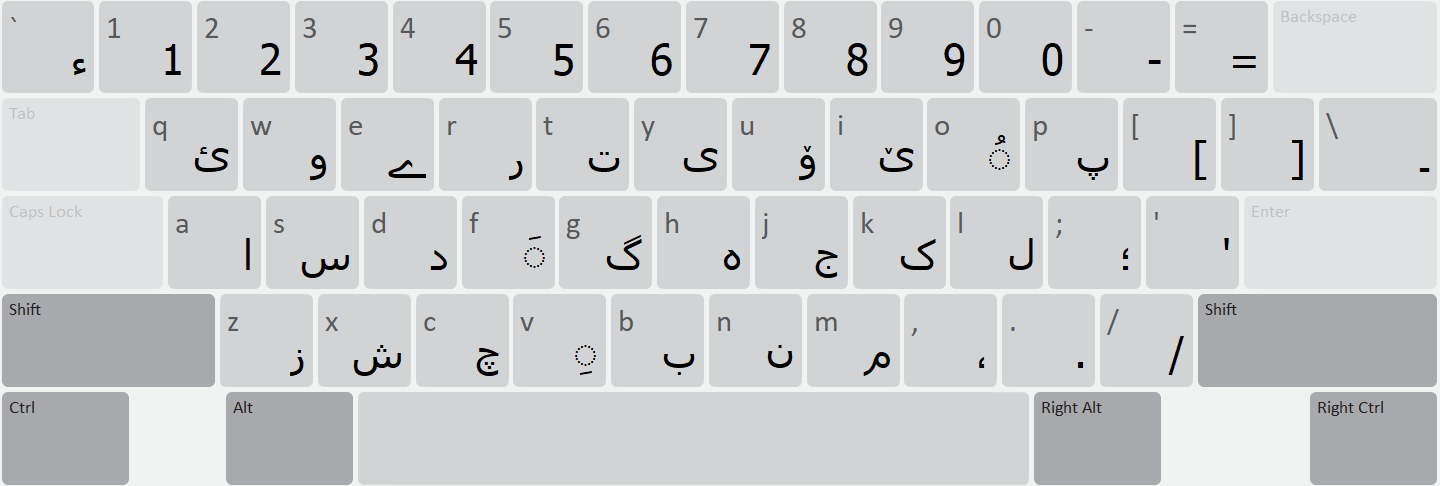 ` ء 1 1 2 2 3 3 4 4 5 5 6 6 7 7 8 8 9 9 0 0 - - = = Backspace
Tab q ئ w و e ے r ر t ت y ی u ۆ i ێ o ُ p پ [ [ ] ] \ ۔
Caps Lock a ا s س d د f َ g گ h ہ j ج k ک l ل ; ؛ ' ' Enter
Shift z ز x ش c چ v ِ b ب n ن m م , ، . . / / Shift
Ctrl Alt Right Alt Right Ctrl